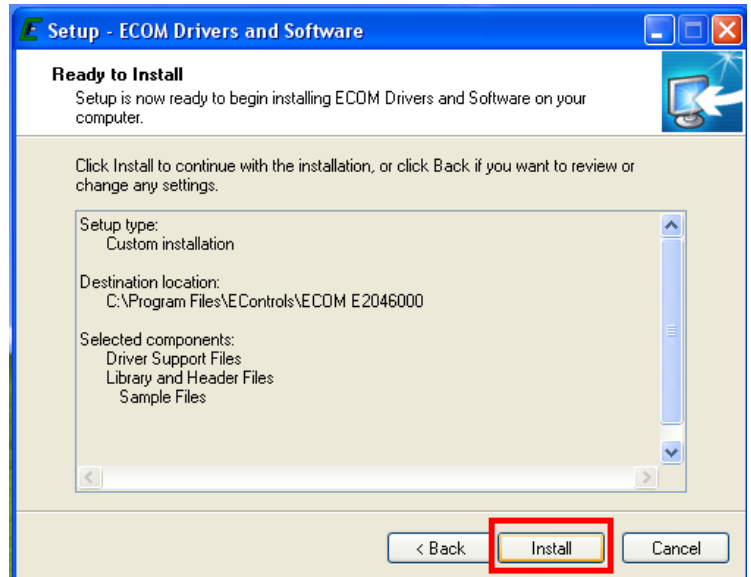 Setup - ECOM Drivers and Software
Ready to Install
Setup is now ready to begin installing ECOM Drivers and Software on your
computer.
Click Install to continue with the installation, or click Back if you want to review or
change any settings.
Setup type:
Custom installation
Destination location:
C:\Program Files\EControls\ECOM E2046000
Selected components:
Driver Support Files
Library and Header Files
Sample Files
< Back
Install
Cancel